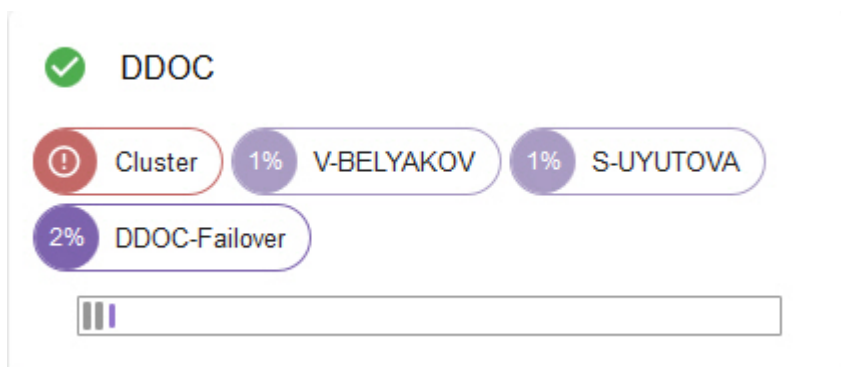 DDOC
Cluster 1% V-BELYAKOV 1% S-UYUTOVA
2% DDOC-Failover